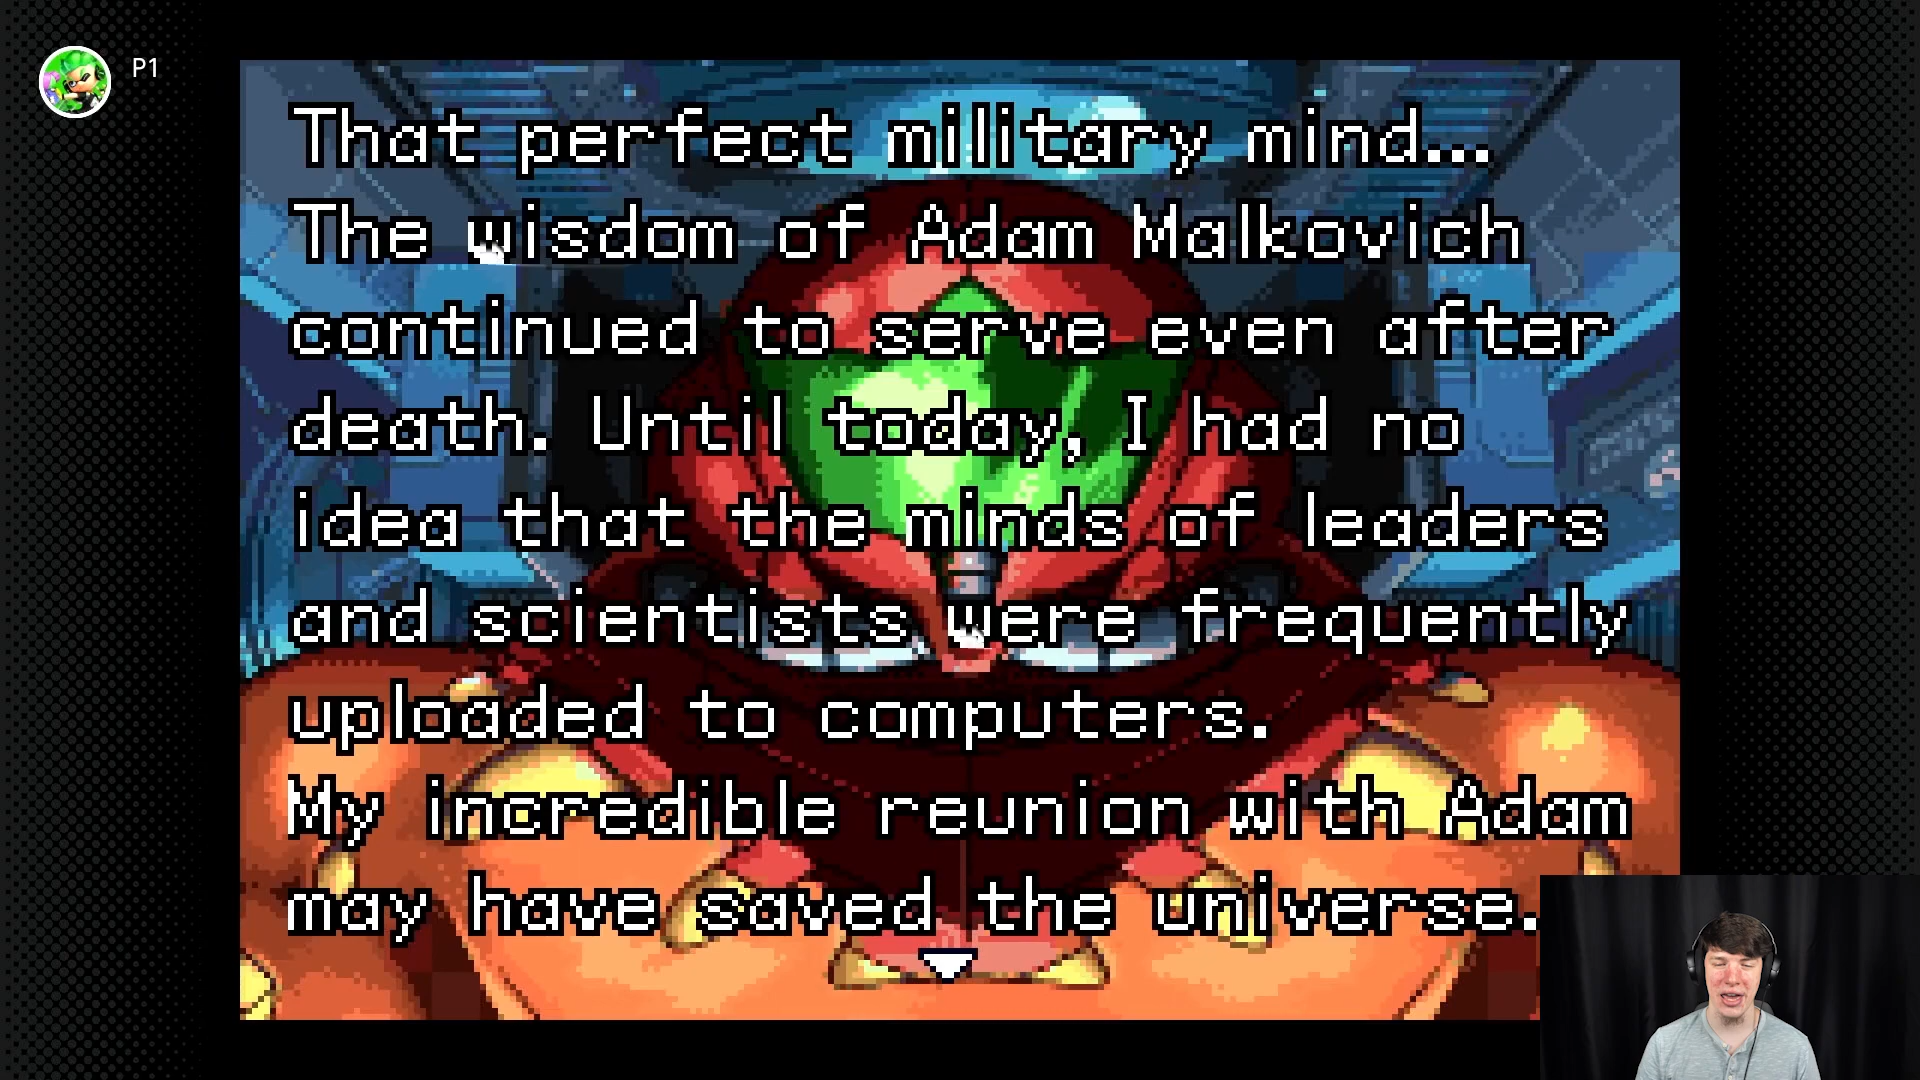 P1
That perfect military mind...
The wisdom of Adam Malkovich
continued to serve even after
death. Until today, I had no
idea that the minds of leaders
and scientists were frequently
uploaded to computers.
My incredible reunion with Adam
may have saved the universe.